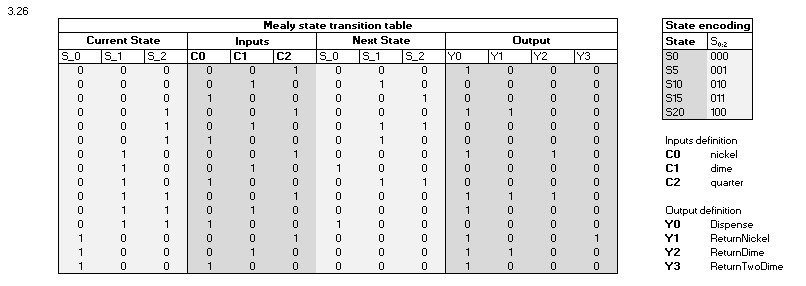 3.26
Mealy state transition table
Current State Inputs Next State Output
S_0 S_1 S_2 C0 C1 C2 S_0 S_1 S_2 Y0 Y1 Y2 Y3
0 0 0 0 0 1 0 0 0 1 0 0 0
0 0 0 0 1 0 0 1 0 0 0 0 0
0 0 0 1 0 0 0 0 1 0 0 0 0
0 0 1 0 0 1 0 0 0 1 1 0 0
0 0 1 0 1 0 0 1 1 0 0 0 0
0 0 1 1 0 0 0 1 0 0 0 0 0
0 1 0 0 0 1 0 0 0 1 0 1 0
0 1 0 0 1 0 1 0 0 0 0 0 0
0 1 0 1 0 0 0 1 1 0 0 0 0
0 1 1 0 0 1 0 0 0 1 1 1 0
0 1 1 0 1 0 0 0 0 1 0 0 0
0 1 1 1 0 0 1 0 0 0 0 0 0
1 0 0 0 0 1 0 0 0 1 0 0 1
1 0 0 0 1 0 0 0 0 1 1 0 0
1 0 0 1 0 0 0 0 0 1 0 0 0
State encoding
State S0:2
S0 000
S5 001
S10 010
S15 011
S20 100
Inputs definition
C0 nickel
C1 dime
C2 quarter
Output definition
Y0 Dispense
Y1 ReturnNickel
Y2 ReturnDime
Y3 ReturnTwoDime